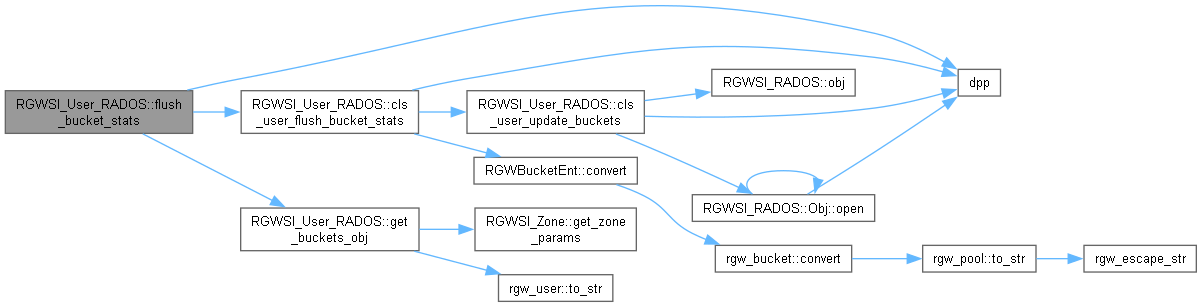 RGWSI_User_RADOS::flush
_bucket_stats
RGWSI_User_RADOS::cls
_user_flush_bucket_stats
RGWSI_User_RADOS::cls
_user_update_buckets
RGWSI_RADOS::obj
dpp
RGWBucketEnt::convert
RGWSI_RADOS::Obj::open
RGWSI_User_RADOS::get
_buckets_obj
RGWSI_Zone::get_zone
_params
rgw_user::to_str
rgw_bucket::convert
rgw_pool::to_str
rgw_escape_str